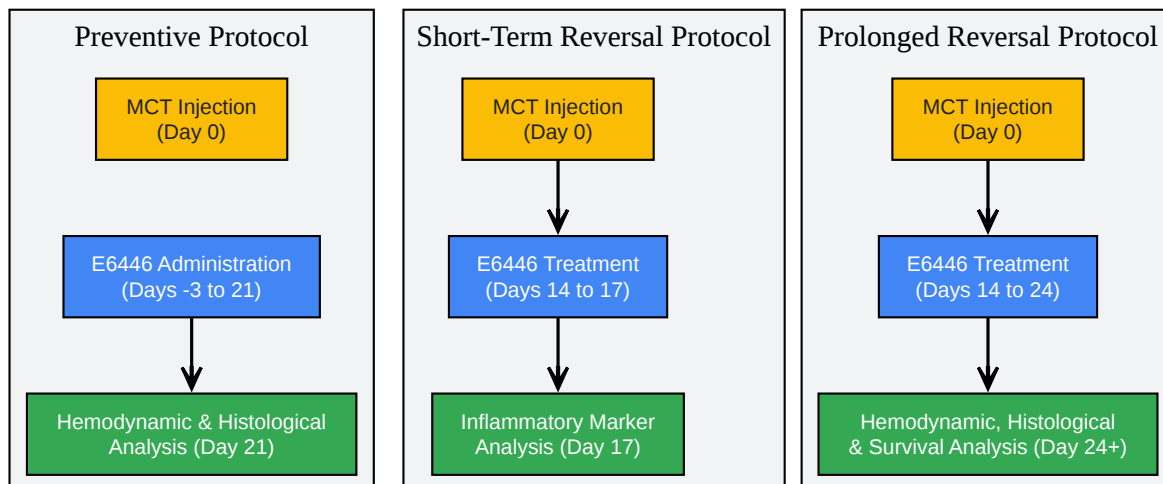 Preventive Protocol
MCT Injection
(Day 0)
E6446 Administration
(Days -3 to 21)
Hemodynamic & Histological
Analysis (Day 21)
Short-Term Reversal Protocol
MCT Injection
(Day 0)
E6446 Treatment
(Days 14 to 17)
Inflammatory Marker
Analysis (Day 17)
Prolonged Reversal Protocol
MCT Injection
(Day 0)
E6446 Treatment
(Days 14 to 24)
Hemodynamic, Histological
& Survival Analysis (Day 24+)